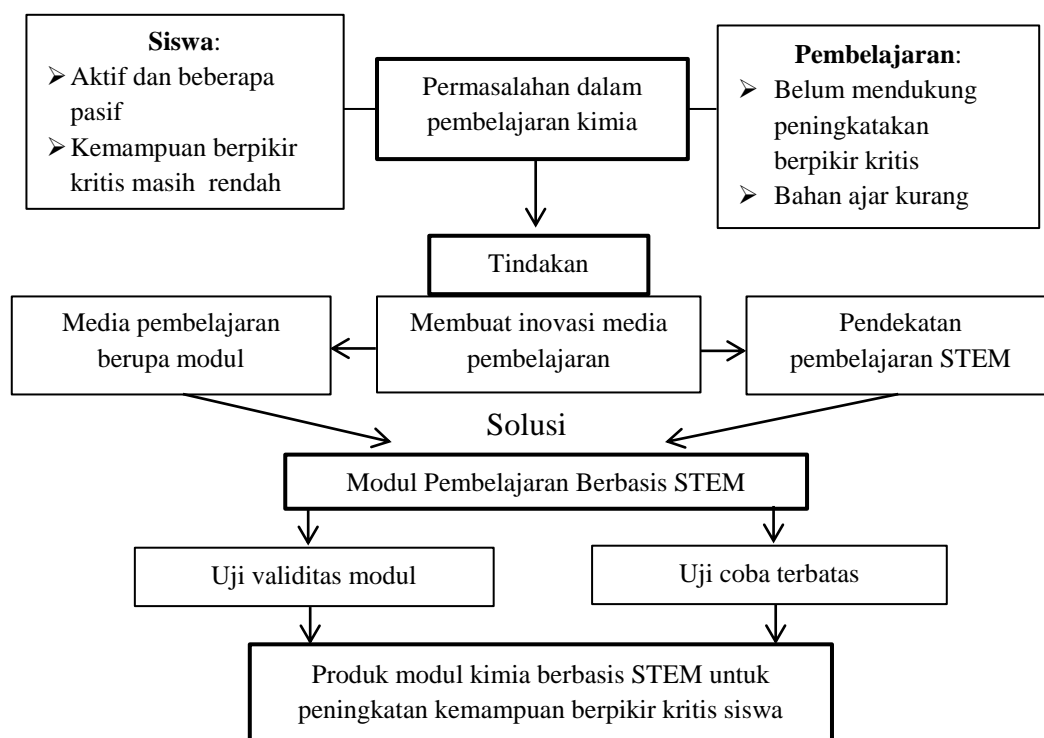 Siswa:
➤ Aktif dan beberapa
pasif
➤ Kemampuan berpikir
kritis masih rendah
Permasalahan dalam
pembelajaran kimia
Pembelajaran:
➤ Belum mendukung
peningkatakan
berpikir kritis
➤ Bahan ajar kurang
Tindakan
Media pembelajaran
berupa modul
Membuat inovasi media
pembelajaran
Pendekatan
pembelajaran STEM
Solusi
Modul Pembelajaran Berbasis STEM
Uji validitas modul
Uji coba terbatas
Produk modul kimia berbasis STEM untuk
peningkatan kemampuan berpikir kritis siswa